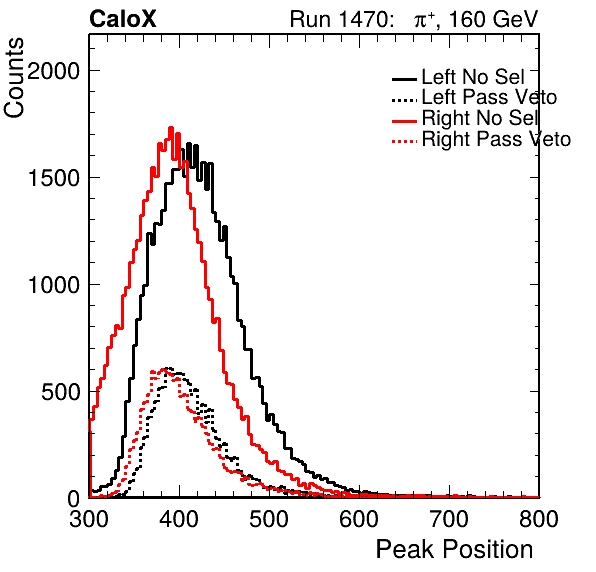 CaloX Run 1470: π⁺, 160 GeV
Counts
2000
1500
1000
500
0
Left No Sel
Left Pass Veto
Right No Sel
Right Pass Veto
300 400 500 600 700 800
Peak Position